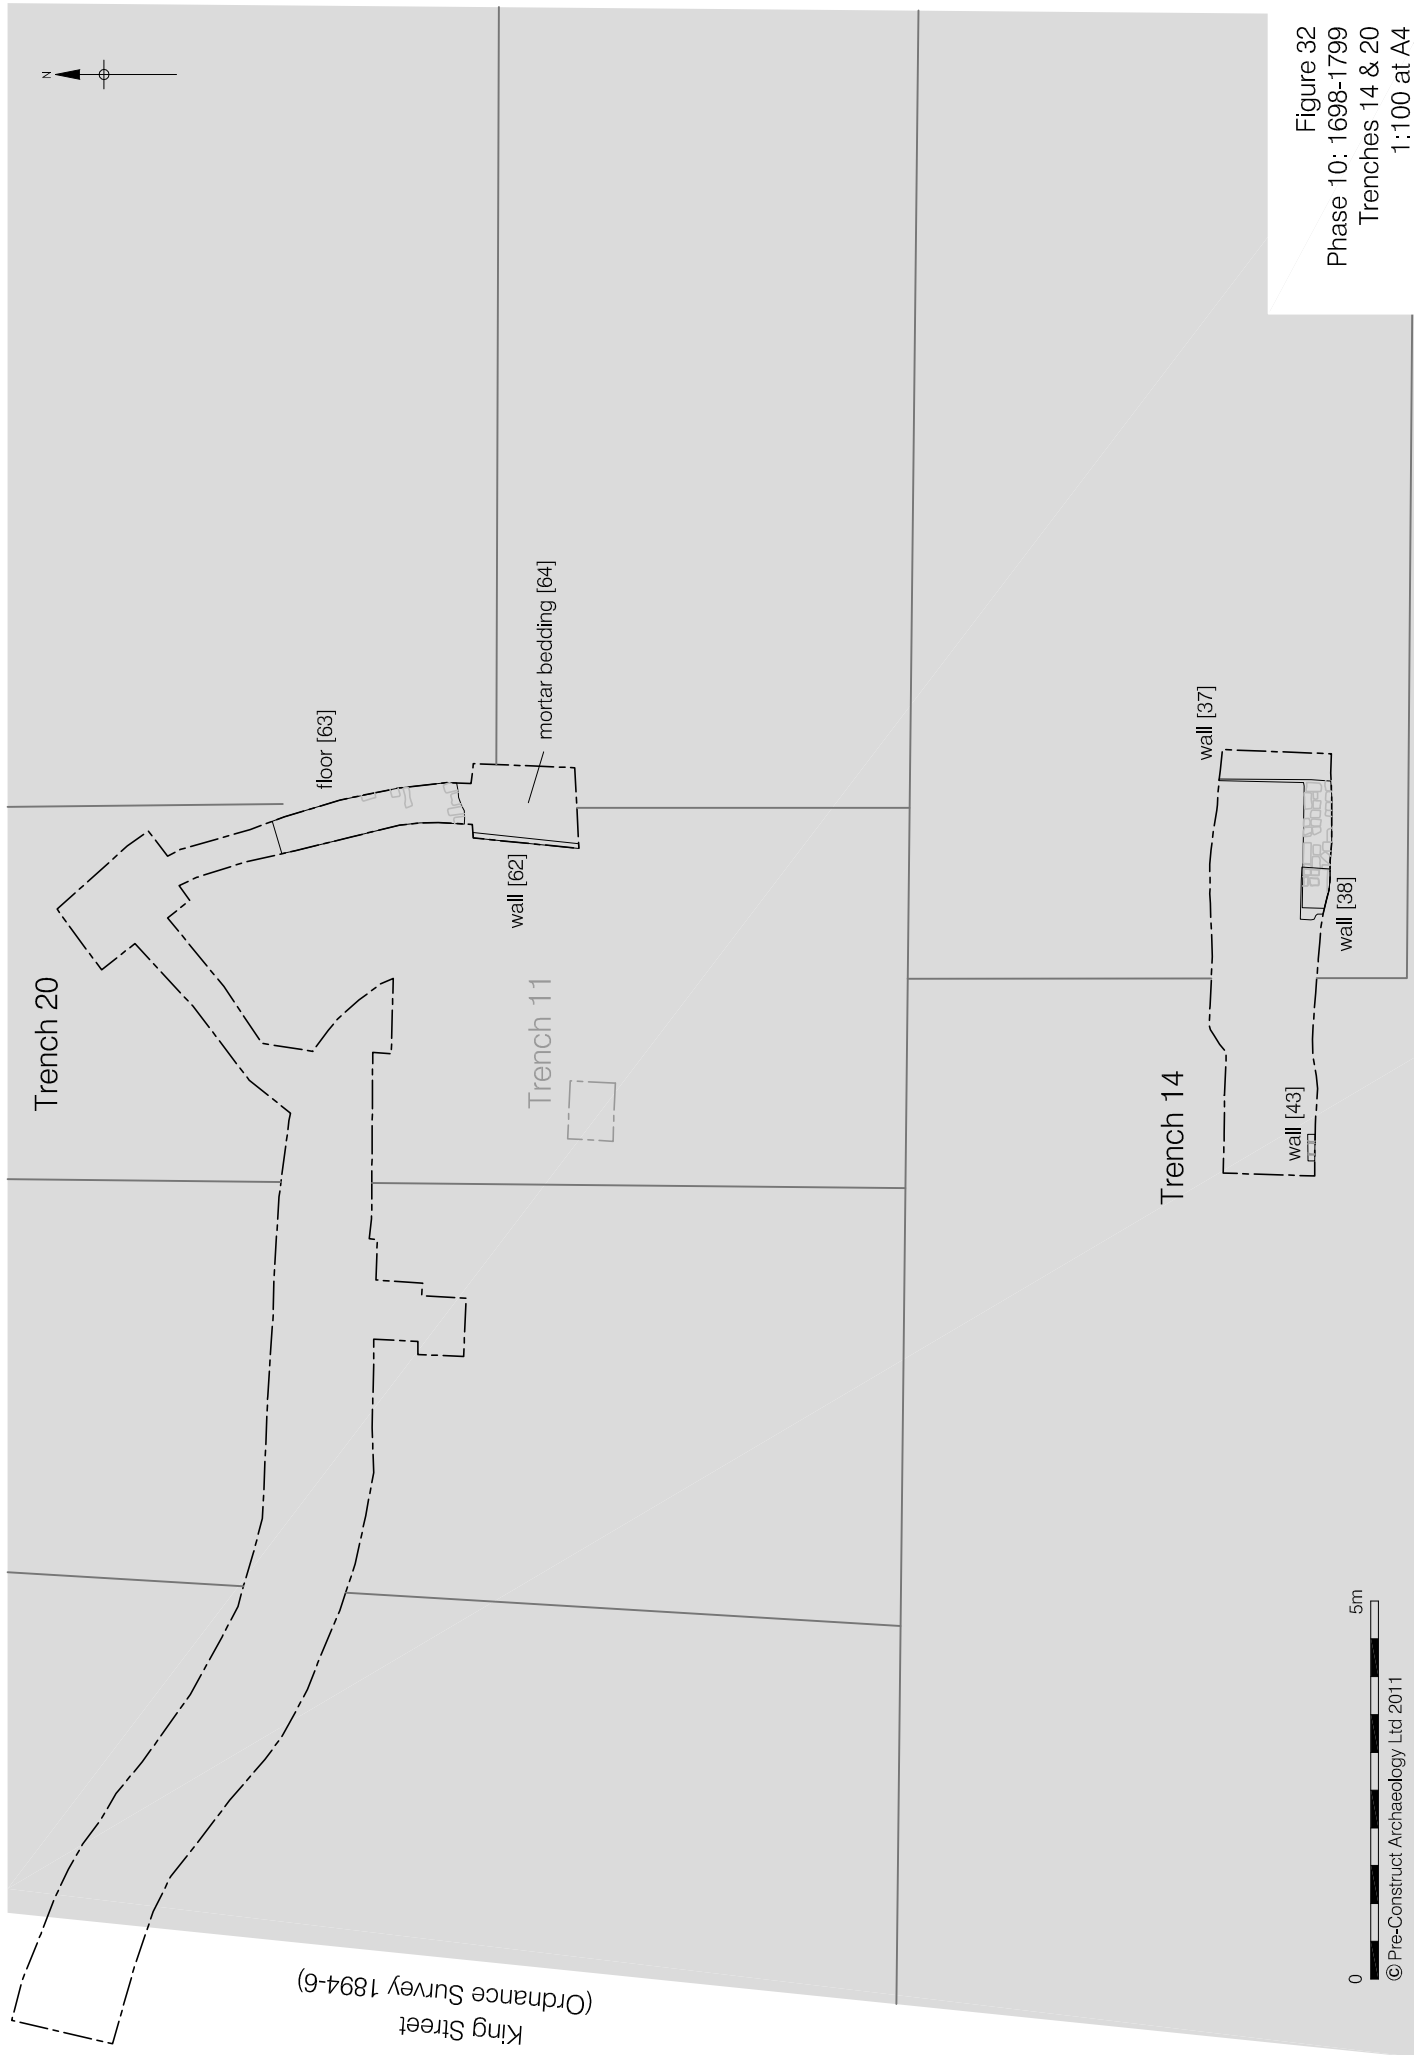 N
Trench 20
floor [63]
mortar bedding [64]
wall [62]
Trench 11
wall [37]
wall [38]
Trench 14
wall [43]
King Street
(Ordnance Survey 1894-6)
0
5m
© Pre-Construct Archaeology Ltd 2011
Figure 32
Phase 10: 1698-1799
Trenches 14 & 20
1:100 at A4